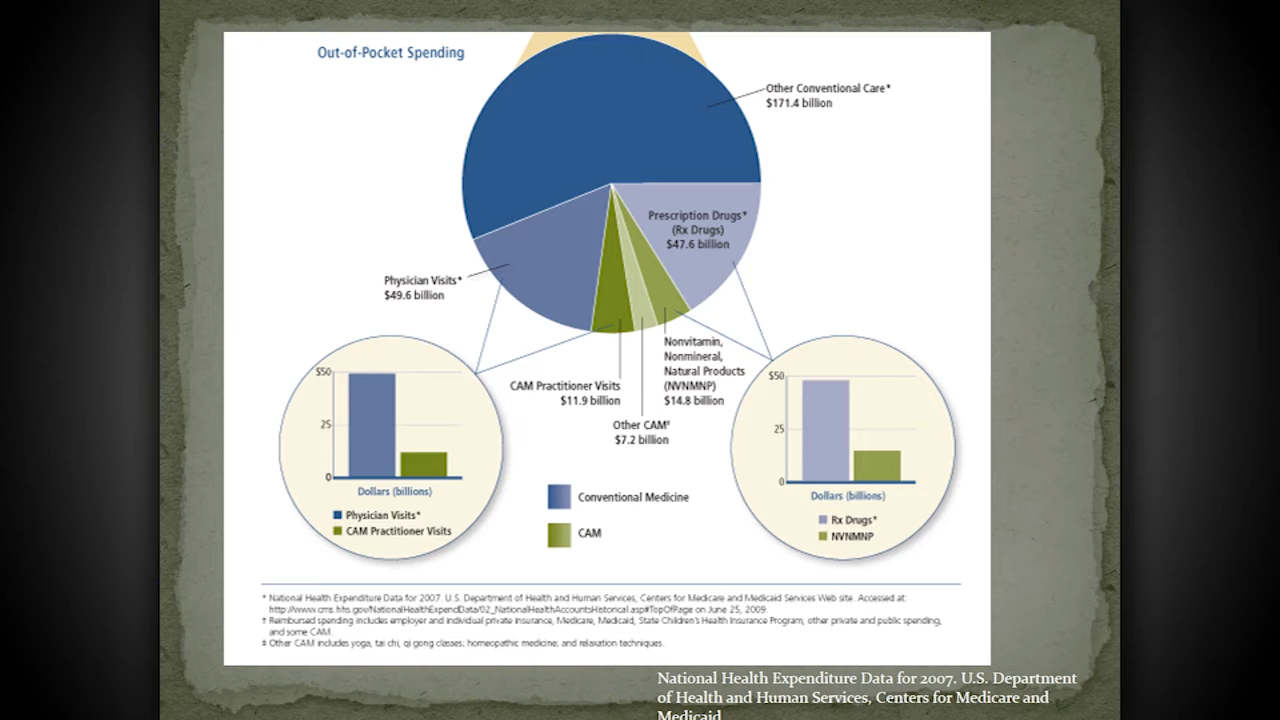 Out-of-Pocket Spending
Other Conventional Care*
$171.4 billion
Prescription Drugs*
(Rx Drugs)
$47.6 billion
Physician Visits*
$49.6 billion
CAM Practitioner Visits
$11.9 billion
Other CAM‡
$7.2 billion
Nonvitamin,
Nonmineral,
Natural Products
(NVNMNP)
$14.8 billion
$50
25
0
Dollars (billions)
Physician Visits*
CAM Practitioner Visits
$50
25
0
Dollars (billions)
Rx Drugs*
NVNMNP
Conventional Medicine
CAM
* National Health Expenditure Data for 2007. U.S. Department of Health and Human Services, Centers for Medicare and Medicaid Services Web site. Accessed at:
http://www.cms.hhs.gov/NationalHealthExpendData/02_NationalHealthAccountsHistorical.asp#TopOfPage on June 25, 2009.
† Reimbursed spending includes employer and individual private insurance, Medicare, Medicaid, State Children's Health Insurance Program, other private and public spending,
and some CAM.
‡ Other CAM includes yoga, tai chi, qi gong classes; homeopathic medicine; and relaxation techniques.
National Health Expenditure Data for 2007. U.S. Department
of Health and Human Services, Centers for Medicare and
Medicaid